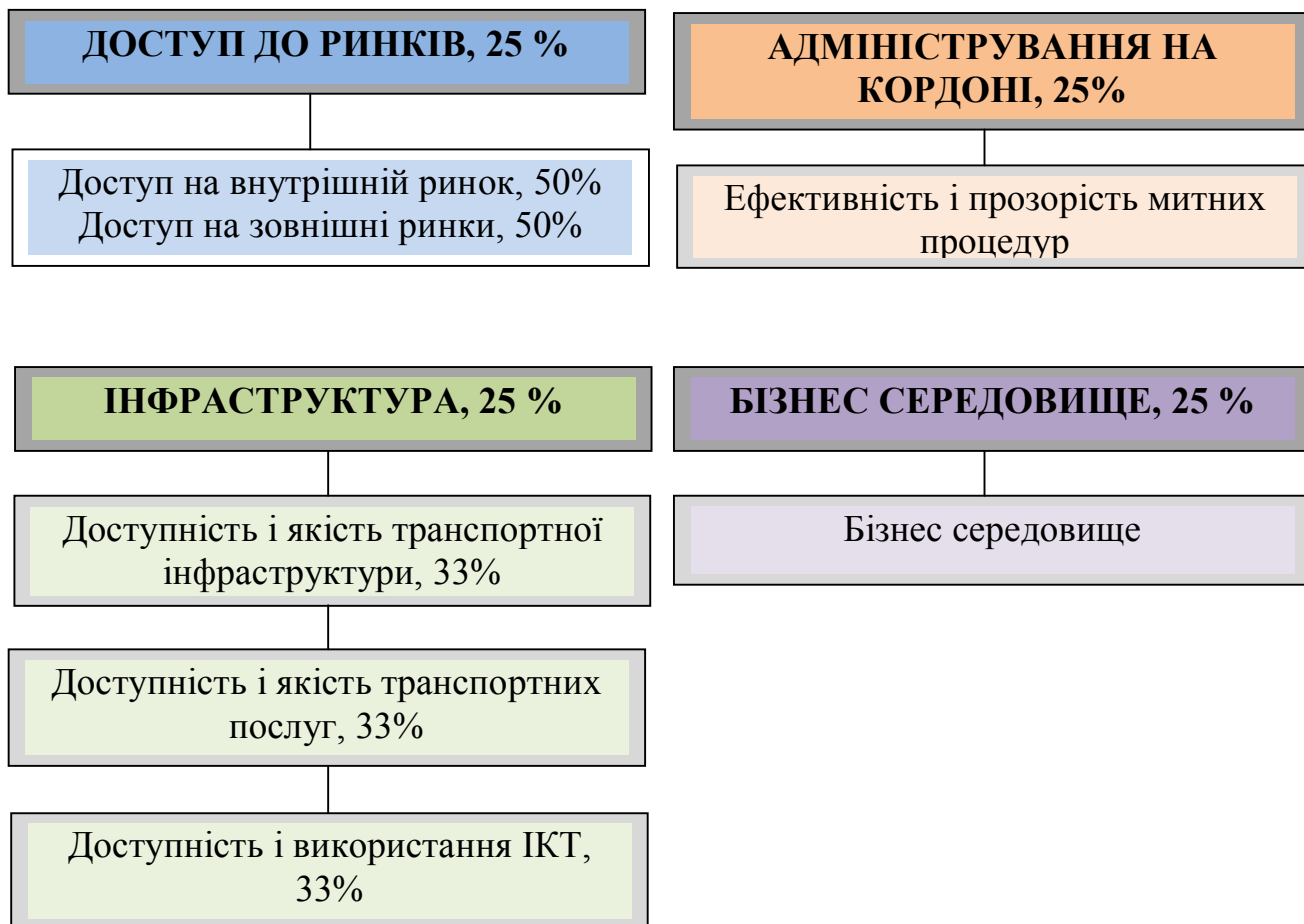 ДОСТУП ДО РИНКІВ, 25 %
Доступ на внутрішній ринок, 50%
Доступ на зовнішні ринки, 50%
АДМІНІСТРУВАННЯ НА
КОРДОНІ, 25%
Ефективність і прозорість митних
процедур
ІНФРАСТРУКТУРА, 25 %
Доступність і якість транспортної
інфраструктури, 33%
Доступність і якість транспортних
послуг, 33%
Доступність і використання ІКТ,
33%
БІЗНЕС СЕРЕДОВИЩЕ, 25 %
Бізнес середовище